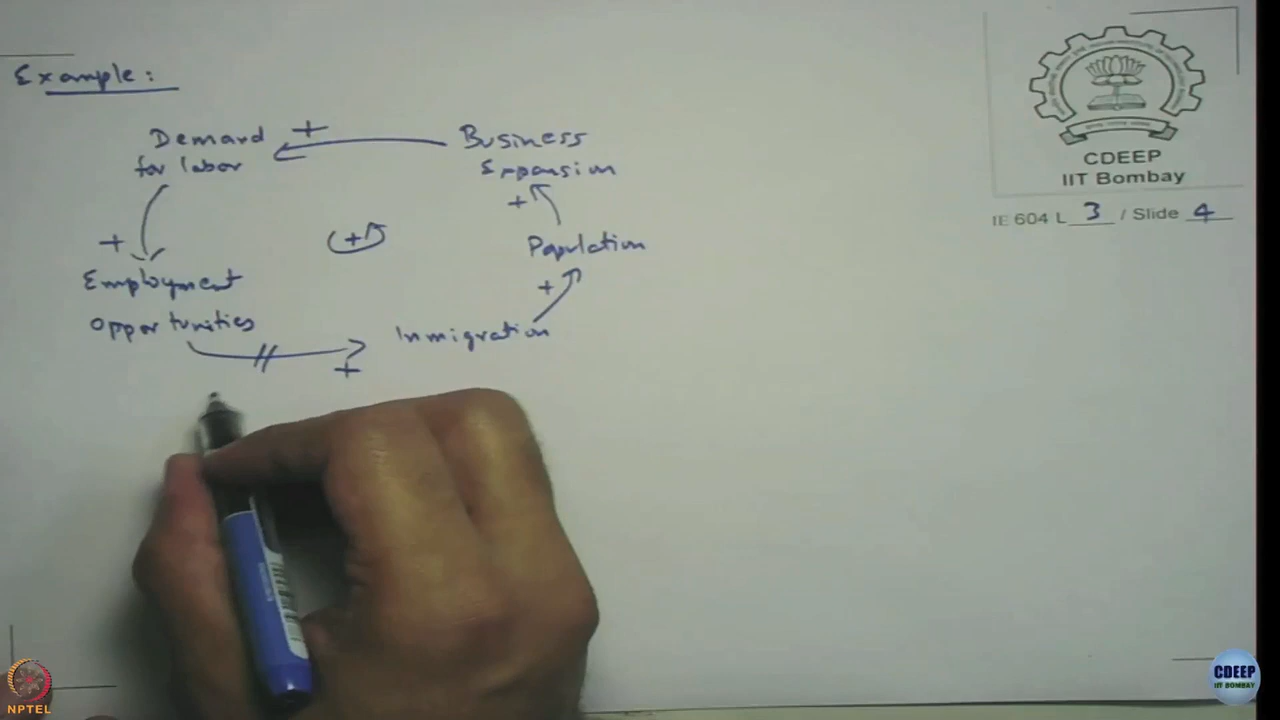 Example:
Demand
for labor
+
Business
Expansion
+
+
Employment
opportunities
+
Population
+
Inmigration
+
CDEEP
IIT Bombay
IE 604 L 3 / Slide 4
NPTEL
CDEEP
IIT BOMBAY